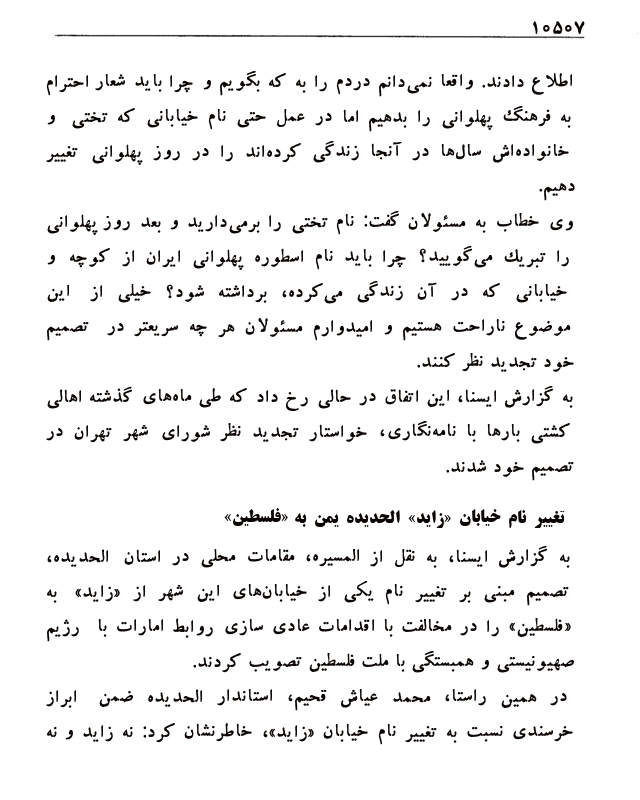 ۱۰۵۰۷
اطلاع دادند. واقعا نمی‌دانم دردم را به که بگویم و چرا باید شعار احترام
به فرهنگ پهلوانی را بدهیم اما در عمل حتی نام خیابانی که تختی و
خانواده‌اش سال‌ها در آنجا زندگی کرده‌اند را در روز پهلوانی تغییر
دهیم.
وی خطاب به مسئولان گفت: نام تختی را برمی‌دارید و بعد روز پهلوانی
را تبریك می‌گویید؟ چرا باید نام اسطوره پهلوانی ایران از کوچه و
خیابانی که در آن زندگی می‌کرده، برداشته شود؟ خیلی از این
موضوع ناراحت هستیم و امیدوارم مسئولان هر چه سریعتر در تصمیم
خود تجدید نظر کنند.
به گزارش ایسنا، این اتفاق در حالی رخ داد که طی ماه‌های گذشته اهالی
کشتی بارها با نامه‌نگاری، خواستار تجدید نظر شورای شهر تهران در
تصمیم خود شدند.
تغییر نام خیابان «زاید» الحدیده یمن به «فلسطین»
به گزارش ایسنا، به نقل از المسیره، مقامات محلی در استان الحدیده،
تصمیم مبنی بر تغییر نام یکی از خیابان‌های این شهر از «زاید» به
«فلسطین» را در مخالفت با اقدامات عادی سازی روابط امارات با رژیم
صهیونیستی و همبستگی با ملت فلسطین تصویب کردند.
در همین راستا، محمد عیاش قحیم، استاندار الحدیده ضمن ابراز
خرسندی نسبت به تغییر نام خیابان «زاید»، خاطرنشان کرد: نه زاید و نه